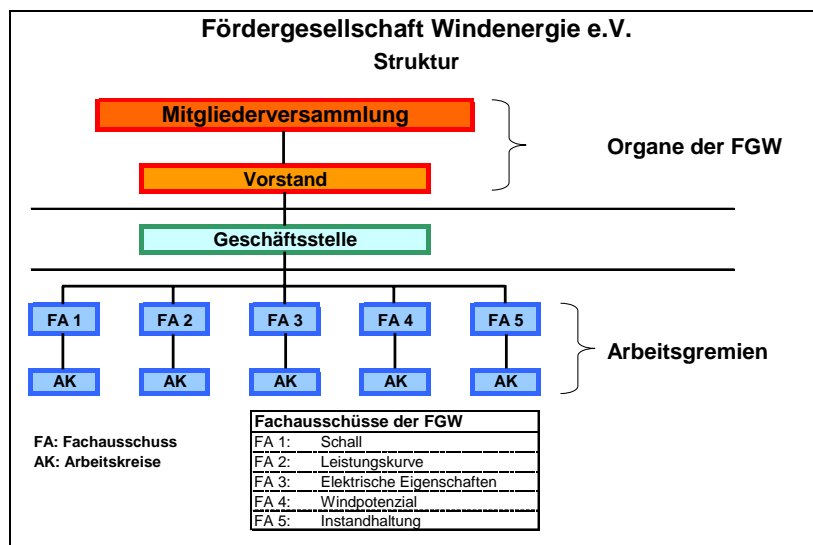 Fördergesellschaft Windenergie e.V.
Struktur
Mitgliederversammlung
Organe der FGW
Vorstand
Geschäftsstelle
FA 1 FA 2 FA 3 FA 4 FA 5
Arbeitsgremien
AK AK AK AK AK
FA: Fachausschuss
AK: Arbeitskreise
Fachausschüsse der FGW
FA 1: Schall
FA 2: Leistungskurve
FA 3: Elektrische Eigenschaften
FA 4: Windpotenzial
FA 5: Instandhaltung